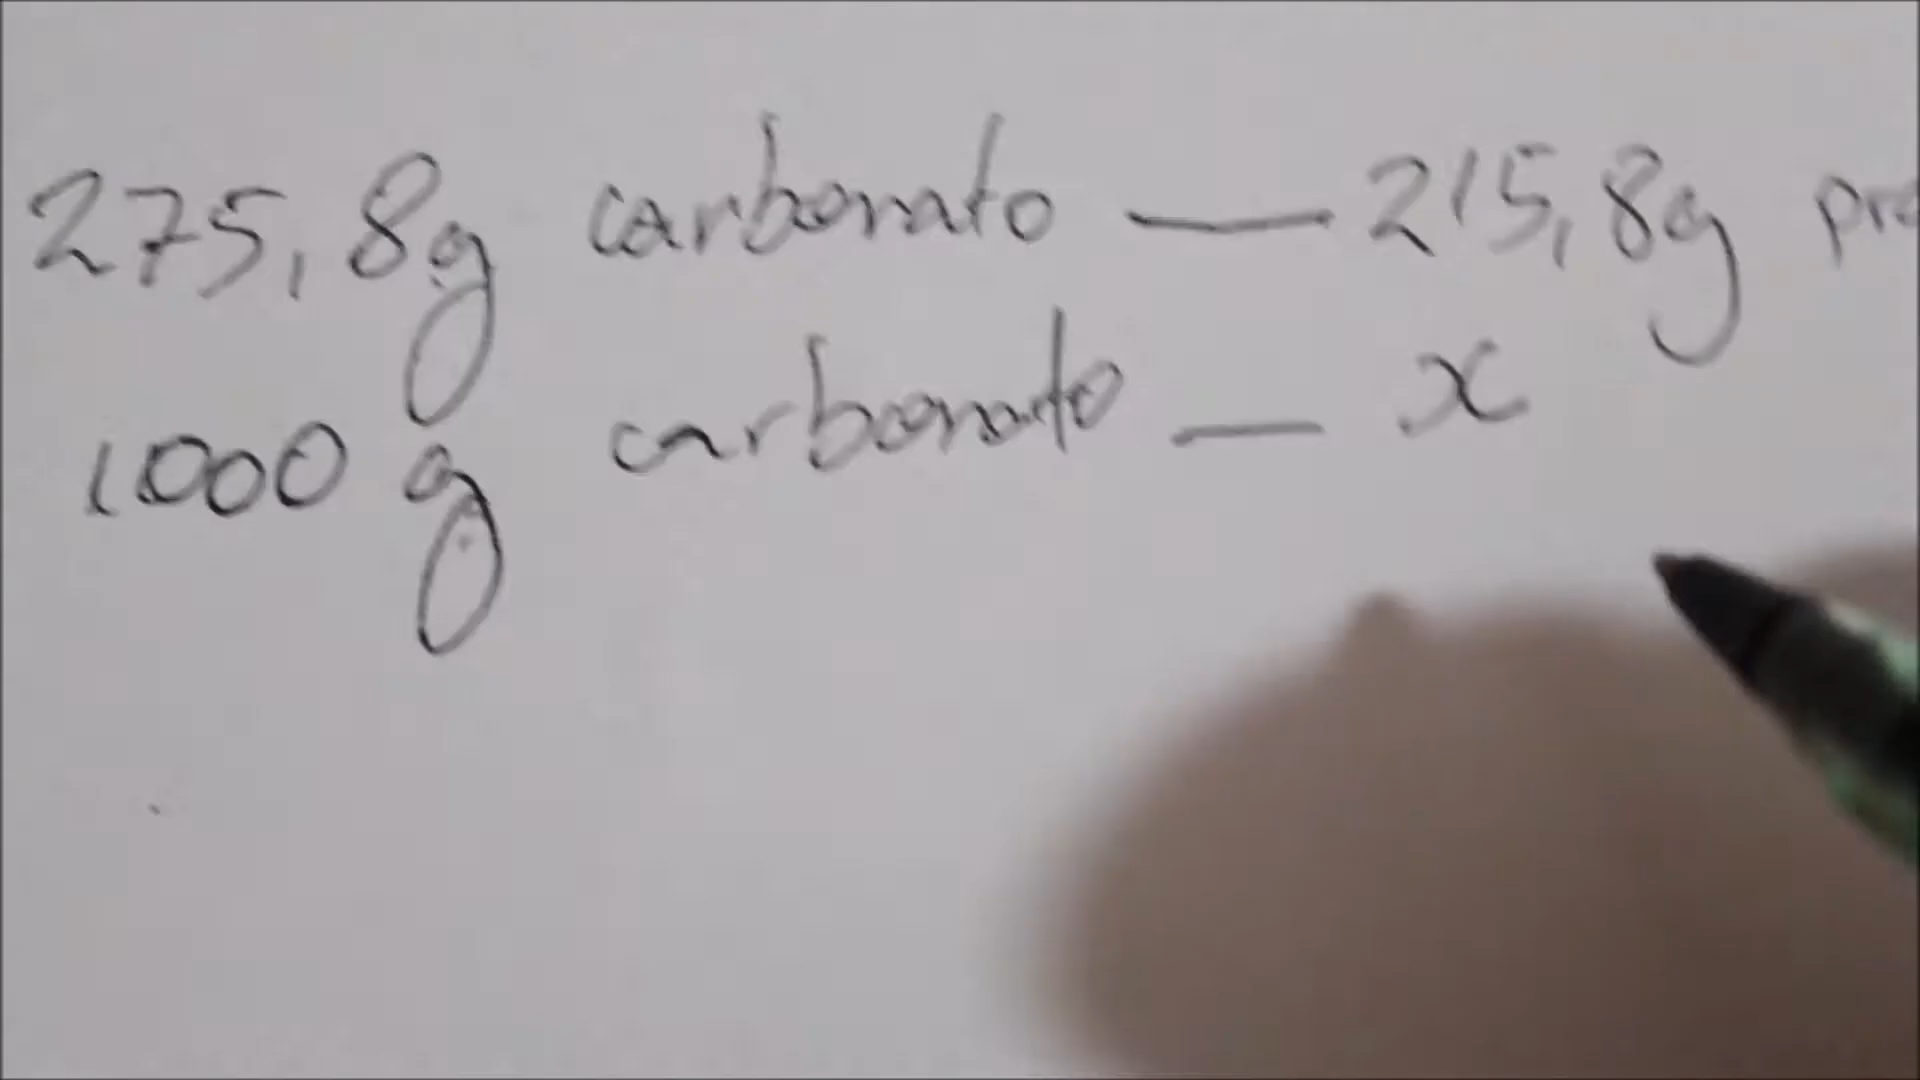 275,8g carbonato — 215,8g
1000 g carbonato — x